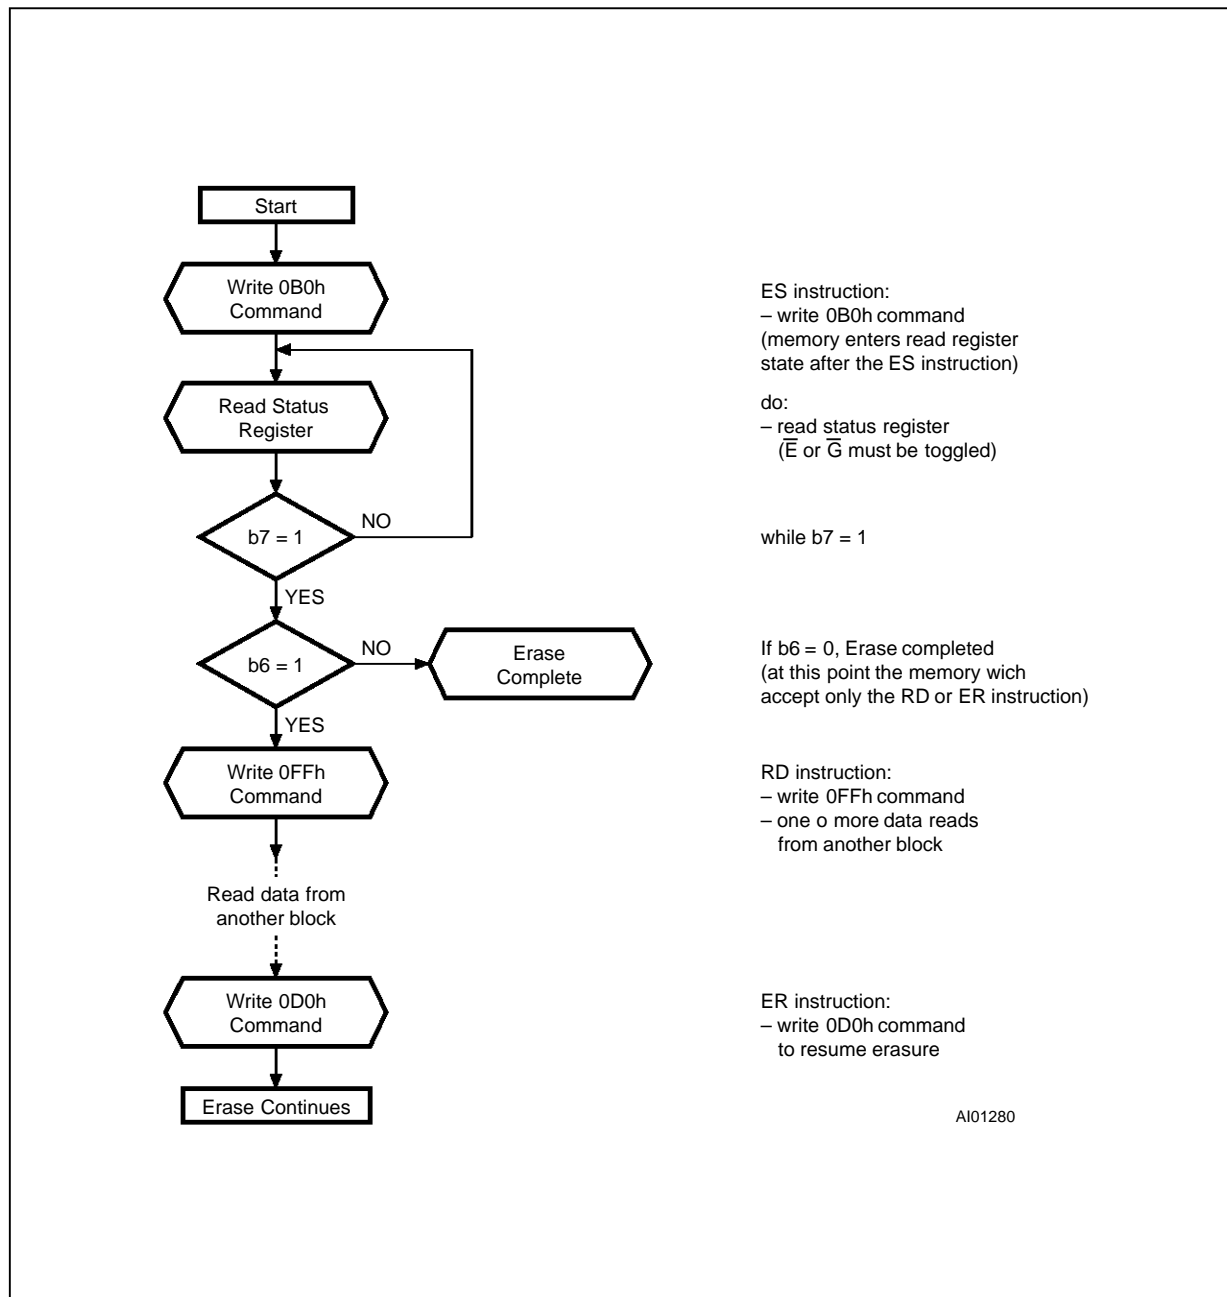 Start
Write 0B0h
Command
ES instruction:
– write 0B0h command
(memory enters read register
state after the ES instruction)
Read Status
Register
do:
– read status register
(E̅ or G̅ must be toggled)
b7 = 1
NO
while b7 = 1
YES
b6 = 1
NO
Erase
Complete
If b6 = 0, Erase completed
(at this point the memory wich
accept only the RD or ER instruction)
YES
Write 0FFh
Command
RD instruction:
– write 0FFh command
– one o more data reads
from another block
Read data from
another block
Write 0D0h
Command
ER instruction:
– write 0D0h command
to resume erasure
Erase Continues
AI01280